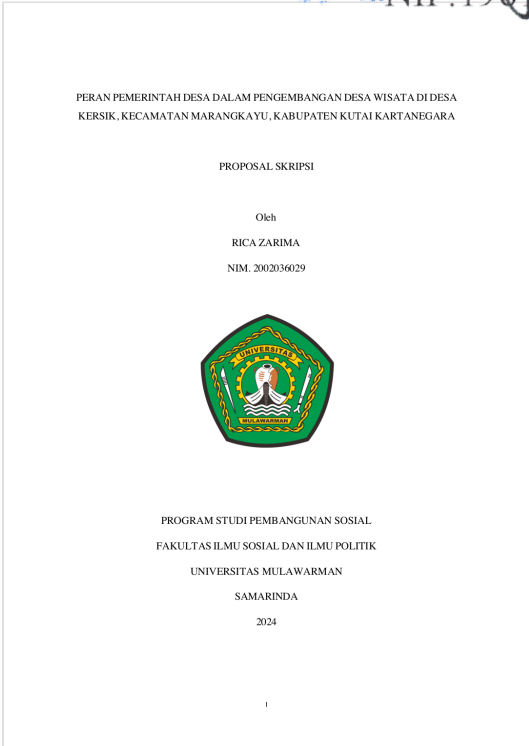 NIP. 196
PERAN PEMERINTAH DESA DALAM PENGEMBANGAN DESA WISATA DI DESA
KERSIK, KECAMATAN MARANGKAYU, KABUPATEN KUTAI KARTANEGARA
PROPOSAL SKRIPSI
Oleh
RICA ZARIMA
NIM. 2002036029
UNIVERSITAS
MULAWARMAN
PROGRAM STUDI PEMBANGUNAN SOSIAL
FAKULTAS ILMU SOSIAL DAN ILMU POLITIK
UNIVERSITAS MULAWARMAN
SAMARINDA
2024